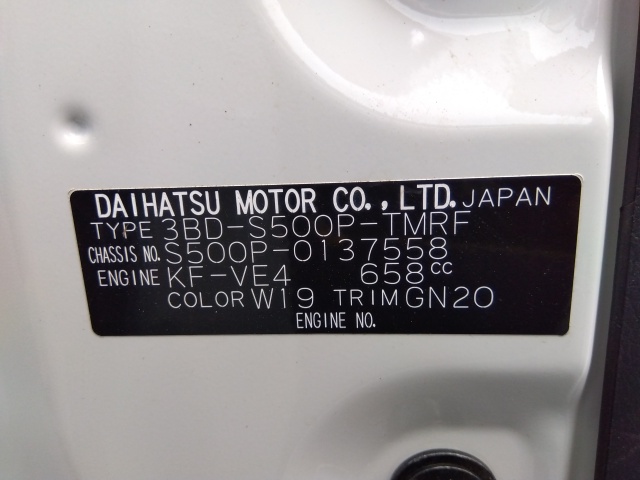 DAIHATSU MOTOR CO., LTD. JAPAN
TYPE 3BD-S500P-TMRF
CHASSIS NO. S500P-0137558
ENGINE KF-VE4 658cc
COLOR W19 TRIM GN20
ENGINE NO.